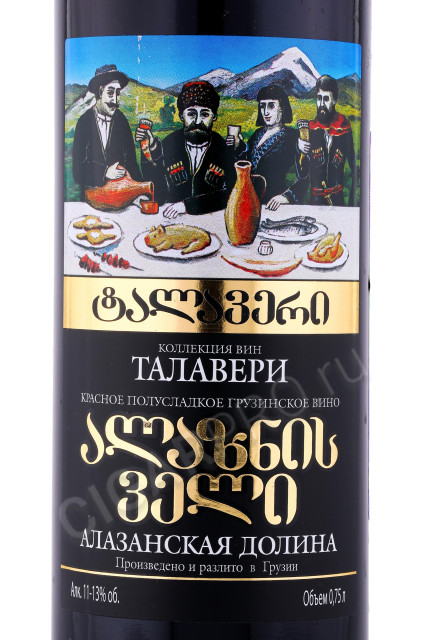 ტალავერი
КОЛЛЕКЦИЯ ВИН
ТАЛАВЕРИ
КРАСНОЕ ПОЛУСЛАДКОЕ ГРУЗИНСКОЕ ВИНО
ალაზნის
ველი
АЛАЗАНСКАЯ ДОЛИНА
Произведено и разлито в Грузии
Алк. 11-13% об. Объем 0,75 л